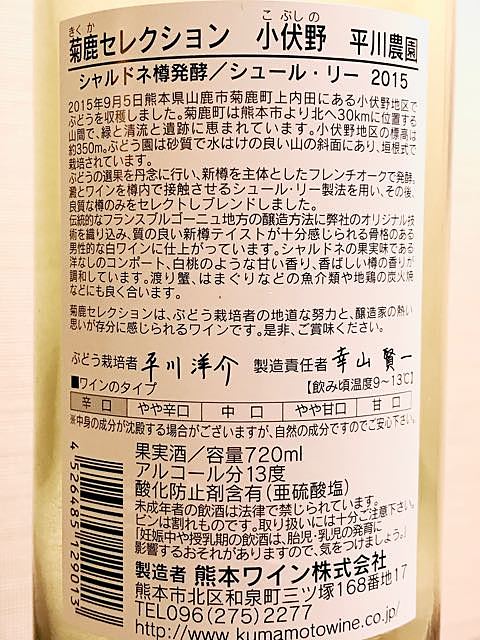 きくか こぶしの
菊鹿セレクション 小伏野 平川農園
シャルドネ樽発酵／シュール・リー 2015
2015年9月5日熊本県山鹿市菊鹿町上内田にある小伏野地区で
ぶどうを収穫しました。菊鹿町は熊本市より北へ30kmに位置する
山間で、緑と清流と遺跡に恵まれています。小伏野地区の標高は
約350m。ぶどう園は砂質で水はけの良い山の斜面にあり、垣根式で
栽培されています。
ぶどうの選果を丹念に行い、新樽を主体としたフレンチオークで発酵。
澱とワインを樽内で接触させるシュール・リー製法を用い、その後、
良質な樽のみをセレクトしブレンドしました。
伝統的なフランスブルゴーニュ地方の醸造方法に弊社のオリジナル技
術を織り込み、質の良い新樽テイストが十分感じられる骨格のある
男性的な白ワインに仕上がつています。シャルドネの果実味である
洋なしのコンポート、白桃のような甘い香り、香ばしい樽の香りが
調和しています。渡り蟹、はまぐりなどの魚介類や地鶏の炭火焼
などにも良く合います。
菊鹿セレクションは、ぶどう栽培者の地道な努力と、醸造家の熱い
思いが存分に感じられるワインです。是非、ご賞味ください。
ぶどう栽培者 平川洋介 製造責任者 幸山賢一
■ワインのタイプ 【飲み頃温度9～13℃】
辛口 やや辛口 中口 やや甘口 甘口
※中身の成分が沈殿する場合がございますが、自然の成分ですのでご安心下さい。
果実酒／容量720ml
アルコール分13度
酸化防止剤含有（亜硫酸塩）
未成年者の飲酒は法律で禁じられています。
ビンは割れものです。取り扱いには十分ご注意下さい。
「妊娠中や授乳期の飲酒は、胎児・乳児の発育に
影響するおそれがありますので、気をつけましょう。」
製造者 熊本ワイン株式会社
熊本市北区和泉町三ツ塚168番地17
TEL096(275)2277
http://www.kumamotowine.co.jp/
4 526485 729013